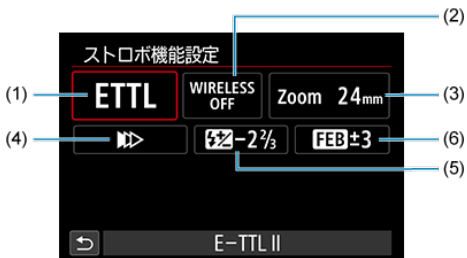 (2)
ストロボ機能設定
(1) ETTL WIRELESS OFF Zoom 24mm (3)
(4) −2⅔ FEB±3 (6)
(5)
E-TTL II